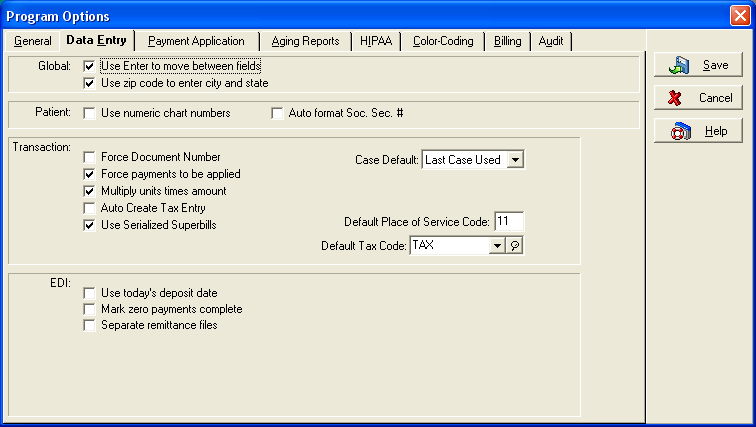 Program Options
General Data Entry Payment Application Aging Reports HIPAA Color-Coding Billing Audit
Global: Use Enter to move between fields
Use zip code to enter city and state
Save
Cancel
Help
Patient: Use numeric chart numbers Auto format Soc. Sec. #
Transaction:
Force Document Number
Case Default: Last Case Used
Force payments to be applied
Multiply units times amount
Auto Create Tax Entry
Use Serialized Superbills
Default Place of Service Code: 11
Default Tax Code: TAX
EDI:
Use today's deposit date
Mark zero payments complete
Separate remittance files